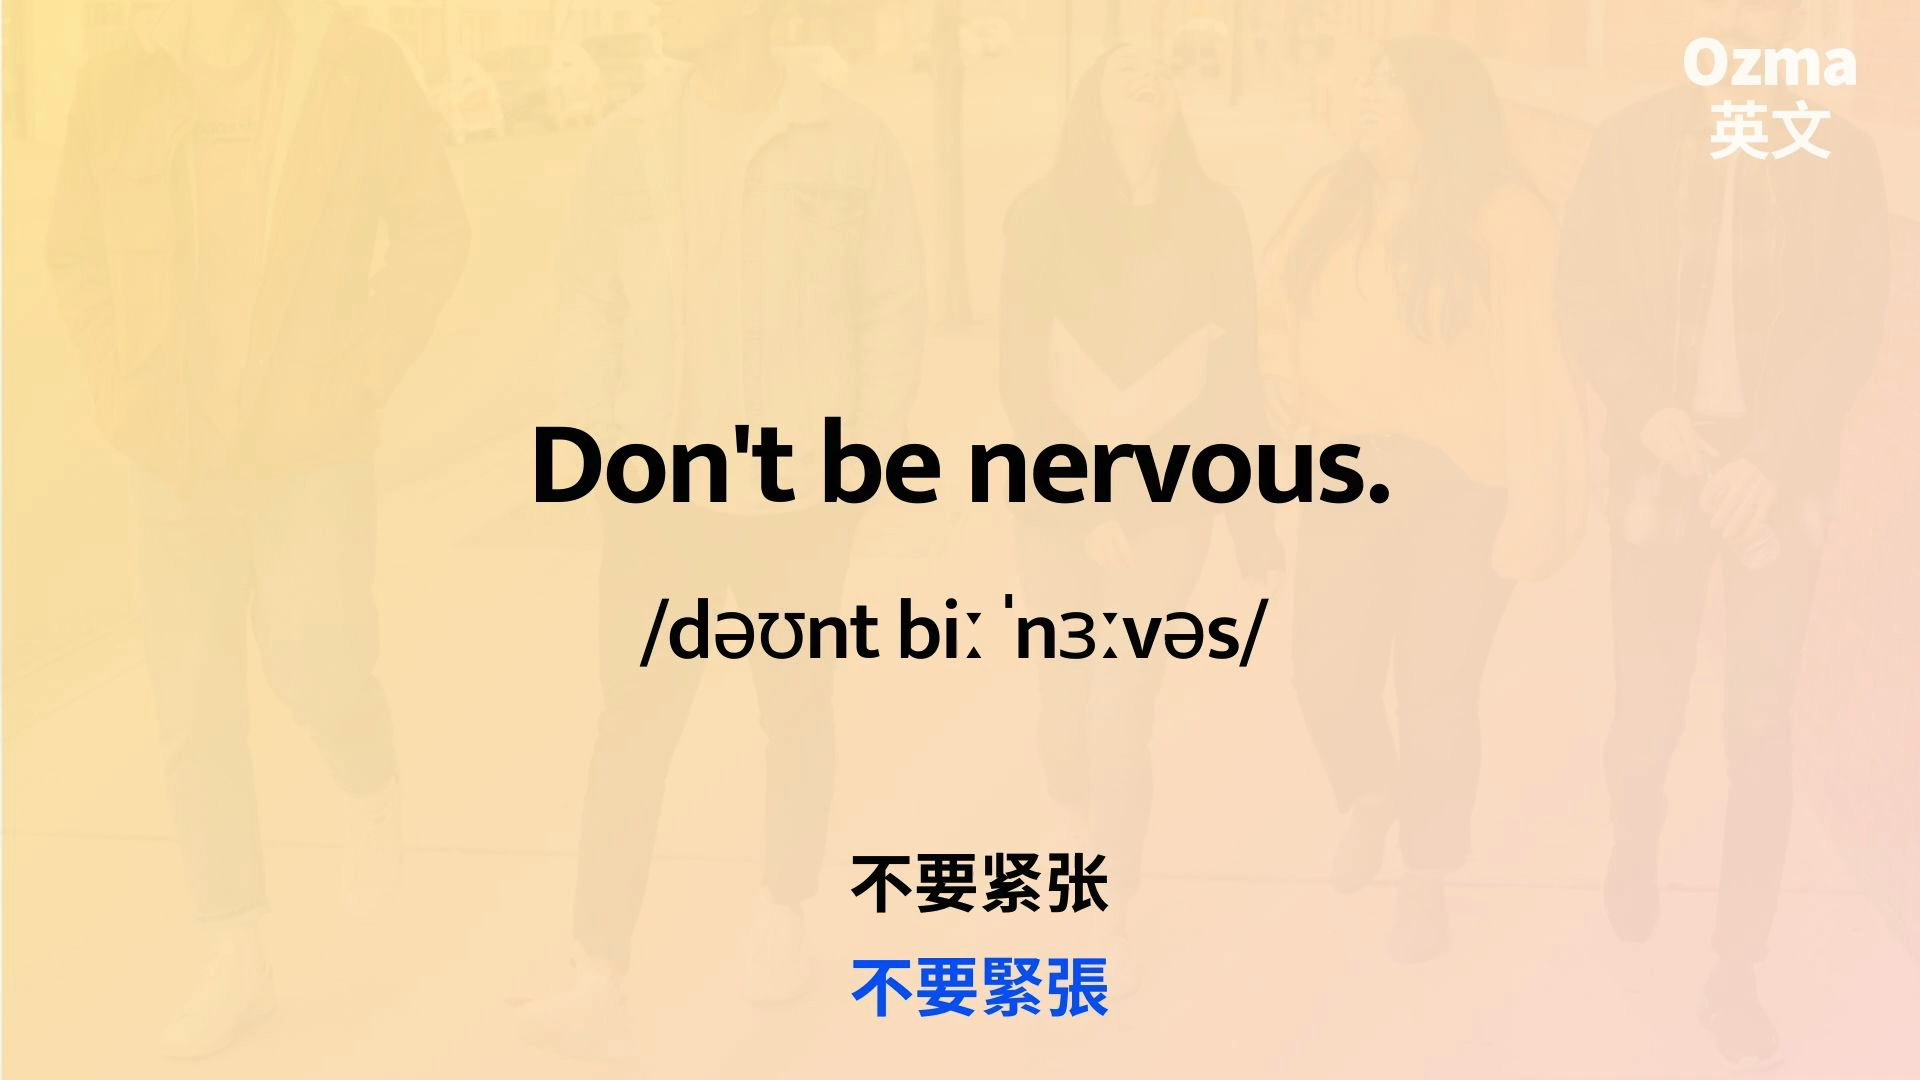 Ozma
英文
Don't be nervous.
/dəʊnt biː ˈnɜːvəs/
不要紧张
不要緊張